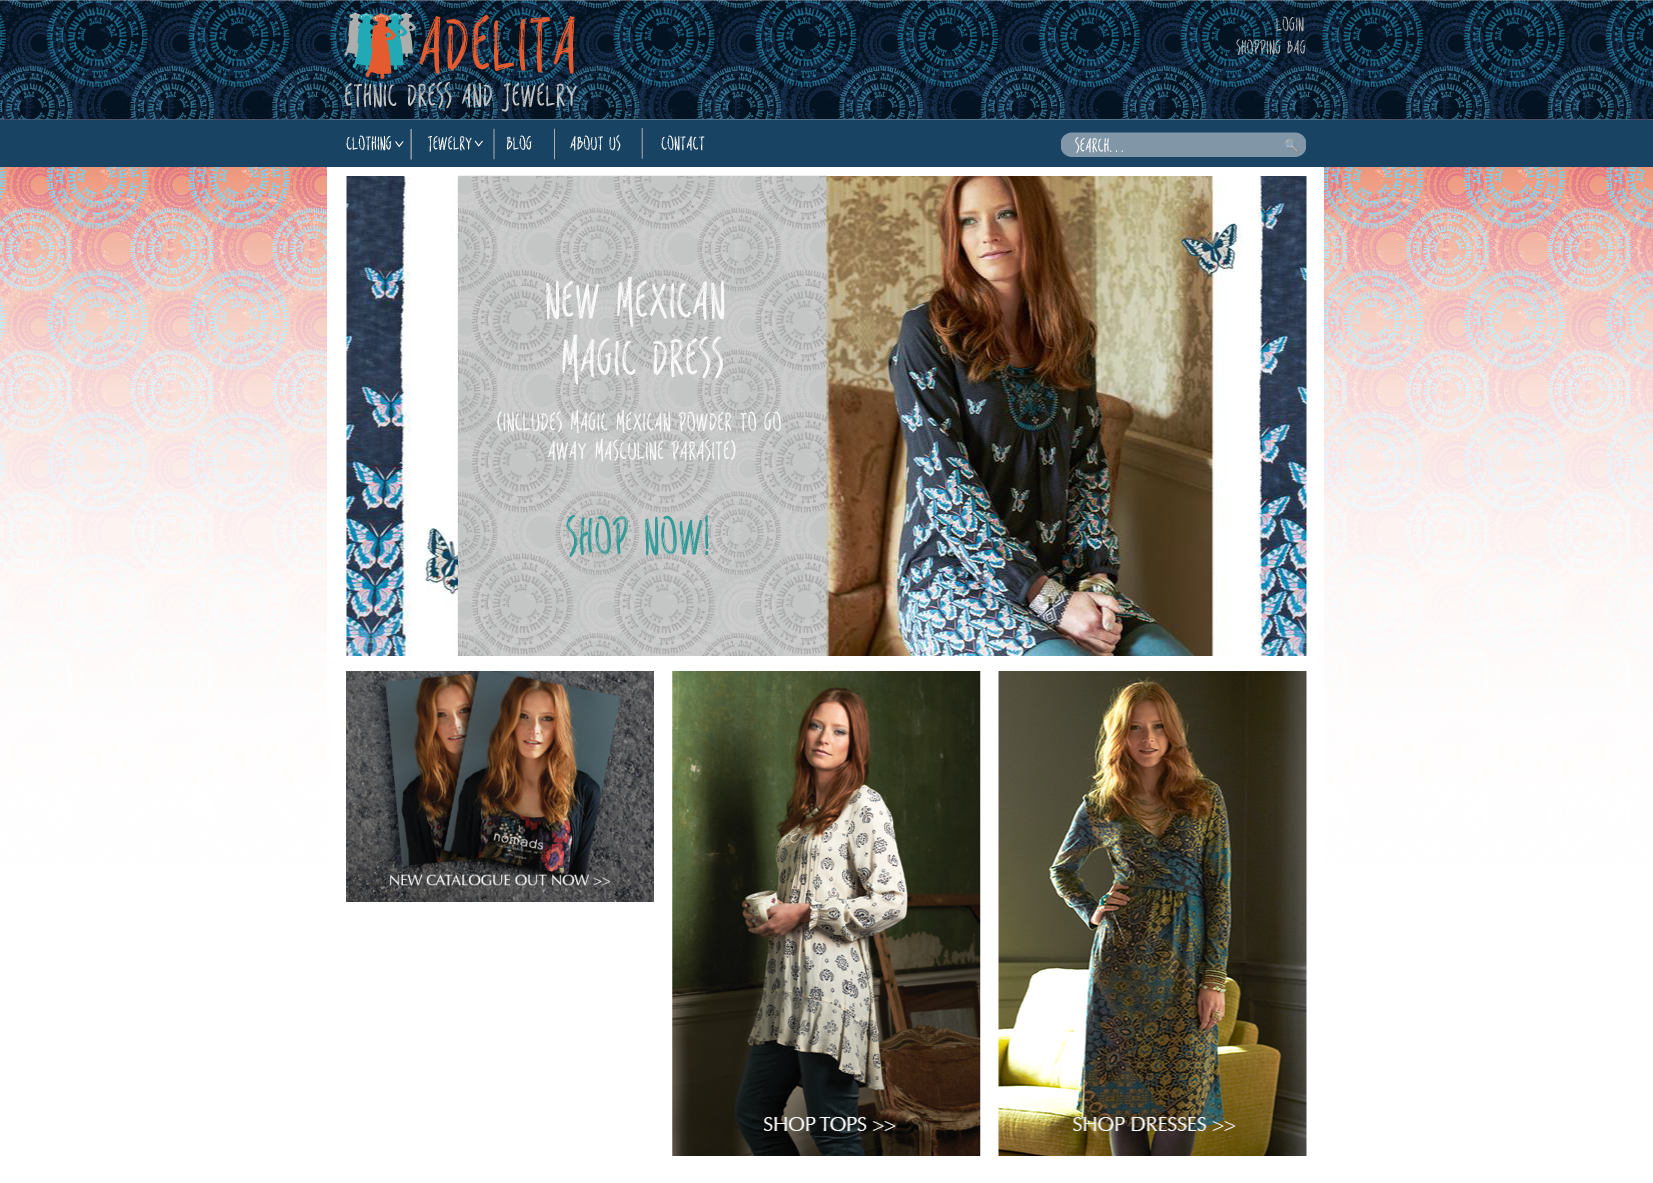 ADELITA
ETHNIC DRESS AND JEWELRY
LOGIN
SHOPPING BAG
CLOTHING
JEWELRY
BLOG
ABOUT US
CONTACT
SEARCH...
NEW MEXICAN
MAGIC DRESS
(INCLUDES MAGIC MEXICAN POWDER TO GO
AWAY MASCULINE PARASITE)
SHOP NOW!
nomads
NEW CATALOGUE OUT NOW >>
SHOP TOPS >>
SHOP DRESSES >>